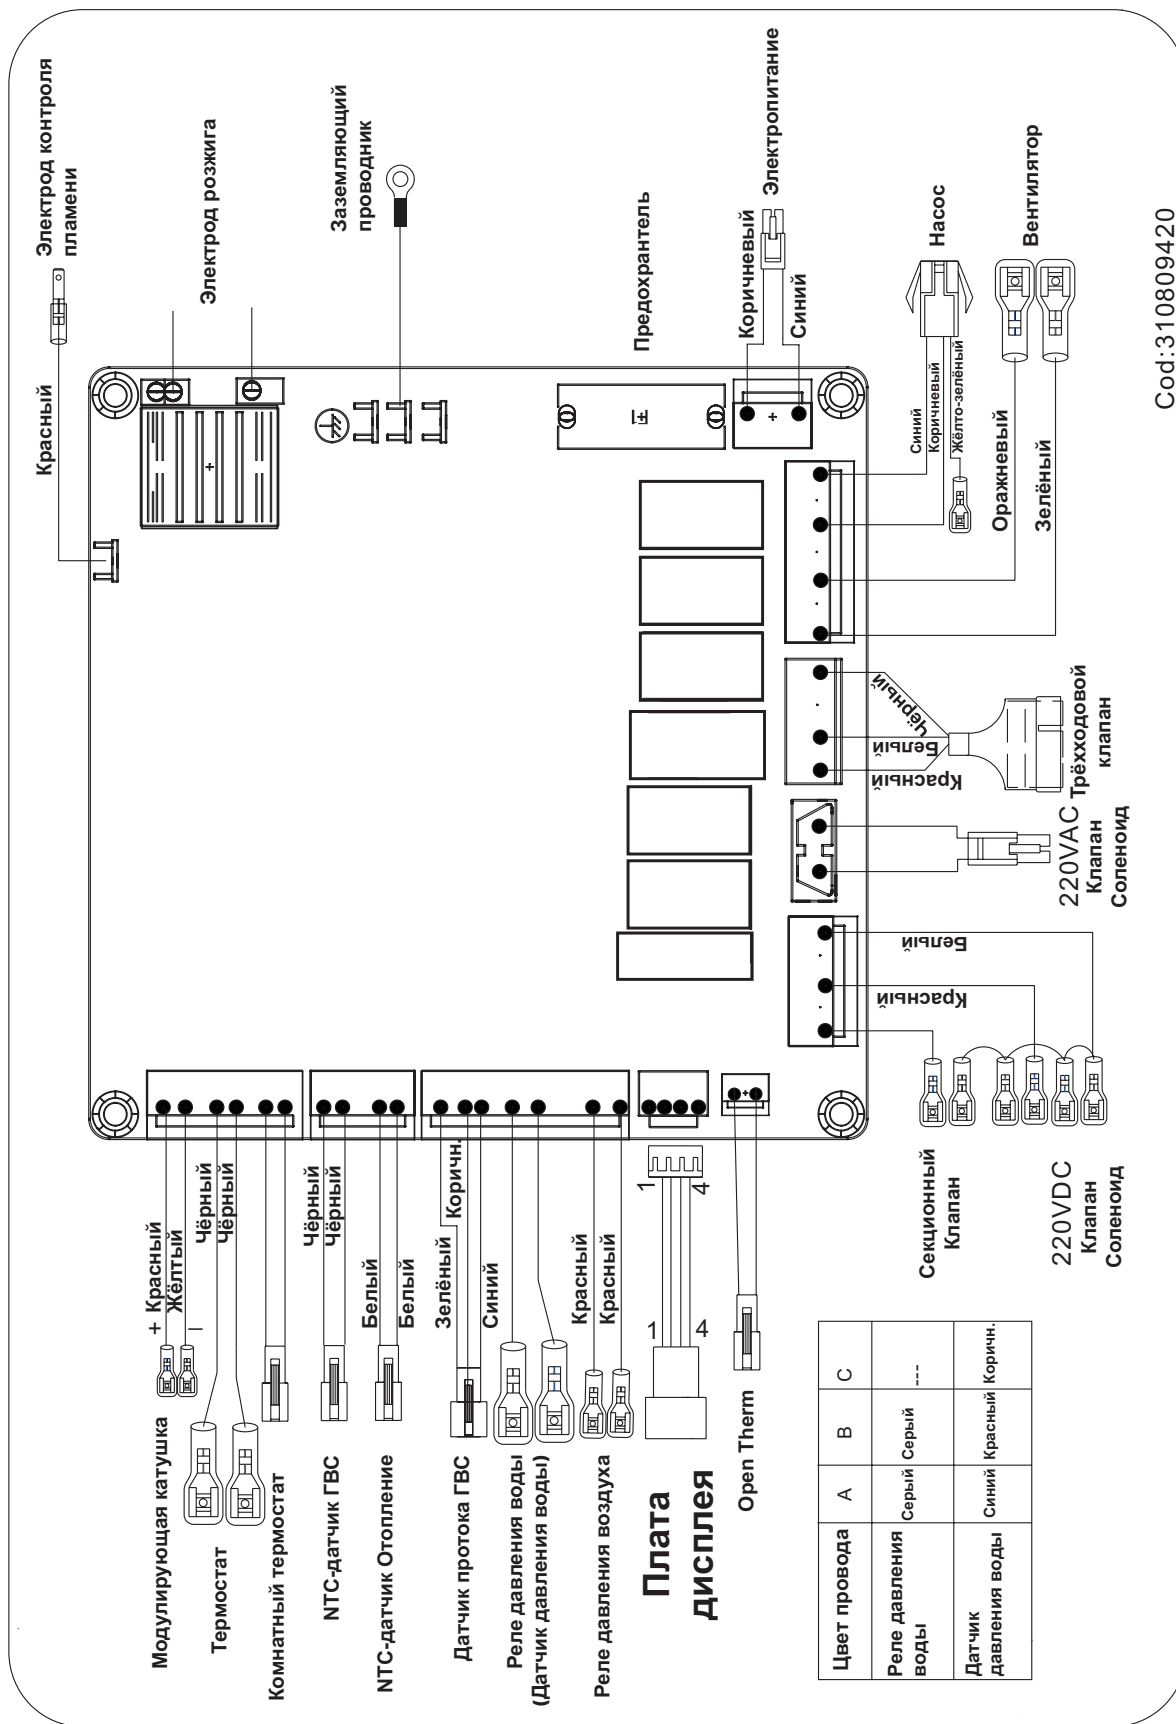 Электрод контроля
пламени
Красный
Электрод розжига
Заземляющий
проводник
Предохрантель
F1
Электропитание
Коричневый
Синий
Насос
Синий
Коричневый
Жёлто-зелёный
Вентилятор
Оражневый
Зелёный
Трёхходовой
клапан
Чёрный
Белый
Красный
220VAC
Клапан
Соленоид
Белый
Красный
Секционный
Клапан
220VDC
Клапан
Соленоид
Модулирующая катушка
+ Красный
Жёлтый
–
Термостат
Чёрный
Чёрный
Комнатный термостат
NTC-датчик ГВС
Чёрный
Чёрный
NTC-датчик Отопление
Белый
Белый
Датчик протока ГВС
Зелёный
Коричн.
Синий
Реле давления воды
(Датчик давления воды)
Реле давления воздуха
Красный
Красный
Плата
дисплея
1
4
1
4
Open Therm
Цвет провода A B C
Реле давления
воды
Серый Серый ---
Датчик
давления воды
Синий Красный Коричн.
Cod:310809420